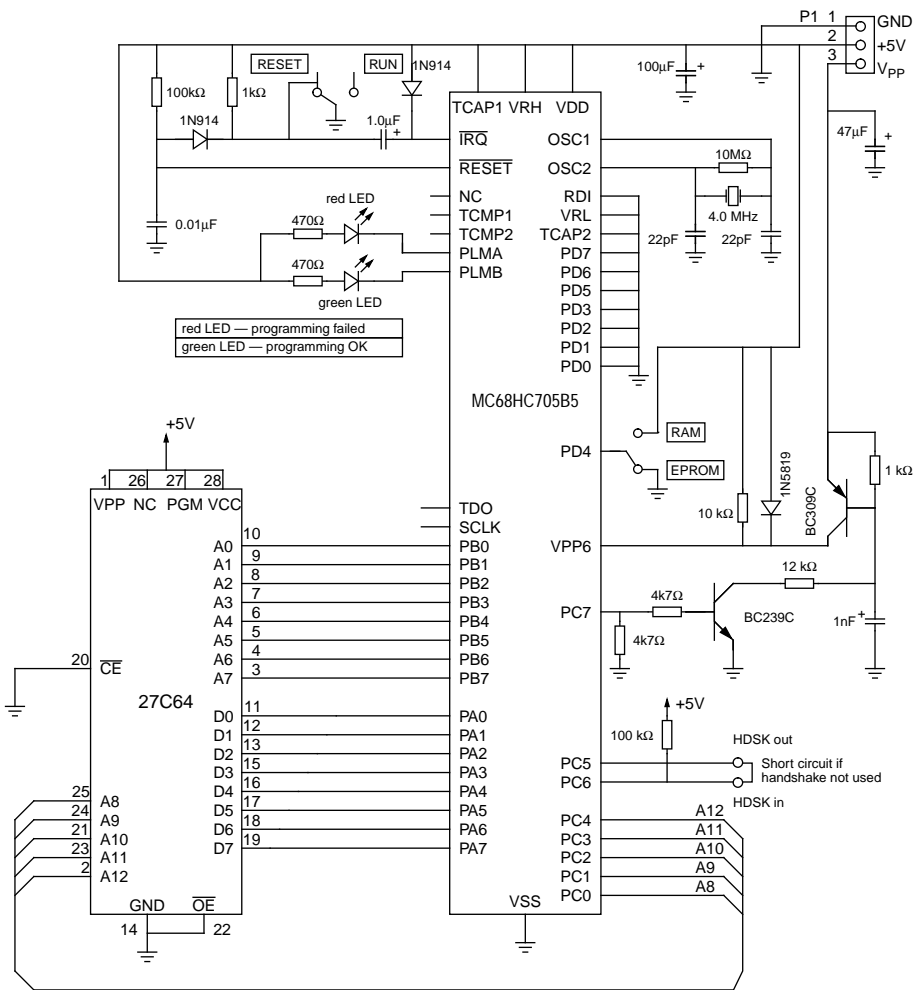 P1 1 GND
2 +5V
3 VPP
RESET RUN 1N914
100kΩ 1kΩ
1N914
1.0µF +
100µF +
47µF +
TCAP1 VRH VDD
IRQ OSC1
RESET OSC2
10MΩ
4.0 MHz
22pF 22pF
NC RDI
TCMP1 VRL
TCMP2 TCAP2
PLMA PD7
PLMB PD6
PD5
PD3
PD2
PD1
PD0
0.01µF
red LED
470Ω
470Ω
green LED
red LED — programming failed
green LED — programming OK
MC68HC705B5
PD4
RAM
EPROM
10 kΩ
1N5819
BC309C
1 kΩ
+5V
1 26 27 28
VPP NC PGM VCC
TDO
SCLK
A0 10 PB0 VPP6
A1 9 PB1
A2 8 PB2
A3 7 PB3
A4 6 PB4
A5 5 PB5
A6 4 PB6
A7 3 PB7
12 kΩ
PC7
4k7Ω
4k7Ω
BC239C
1nF +
20 CE
27C64
D0 11 PA0
D1 12 PA1
D2 13 PA2
D3 15 PA3
D4 16 PA4
D5 17 PA5
D6 18 PA6
D7 19 PA7
+5V
100 kΩ
HDSK out
PC5
PC6
Short circuit if
handshake not used
HDSK in
25 A8
24 A9
21 A10
23 A11
2 A12
PC4 A12
PC3 A11
PC2 A10
PC1 A9
PC0 A8
GND OE
14 22
VSS